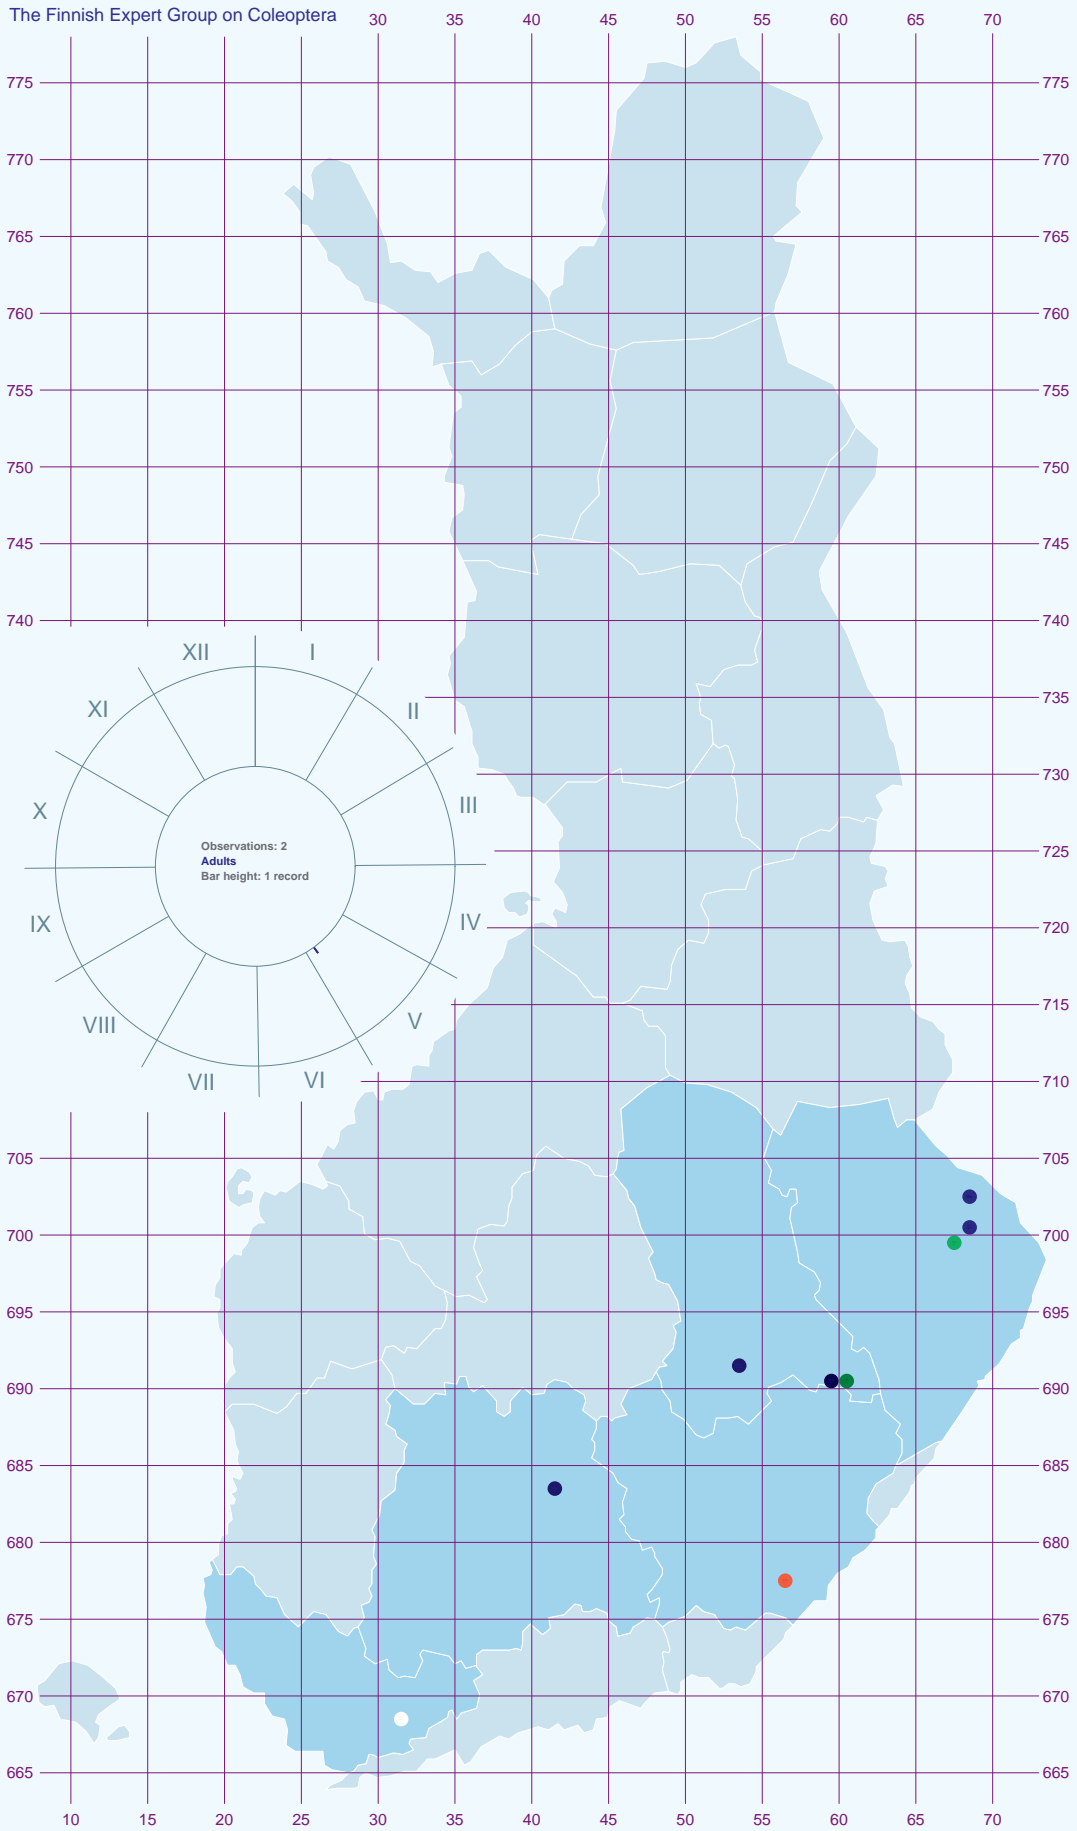 The Finnish Expert Group on Coleoptera
30 35 40 45 50 55 60 65 70
775 775
770 770
765 765
760 760
755 755
750 750
745 745
740 740
XII I
XI II
735
730
X III
Observations: 2
Adults
Bar height: 1 record
725
IX IV
720
715
VIII V
VII VI
710
705 705
700 700
695 695
690 690
685 685
680 680
675 675
670 670
665 665
10 15 20 25 30 35 40 45 50 55 60 65 70